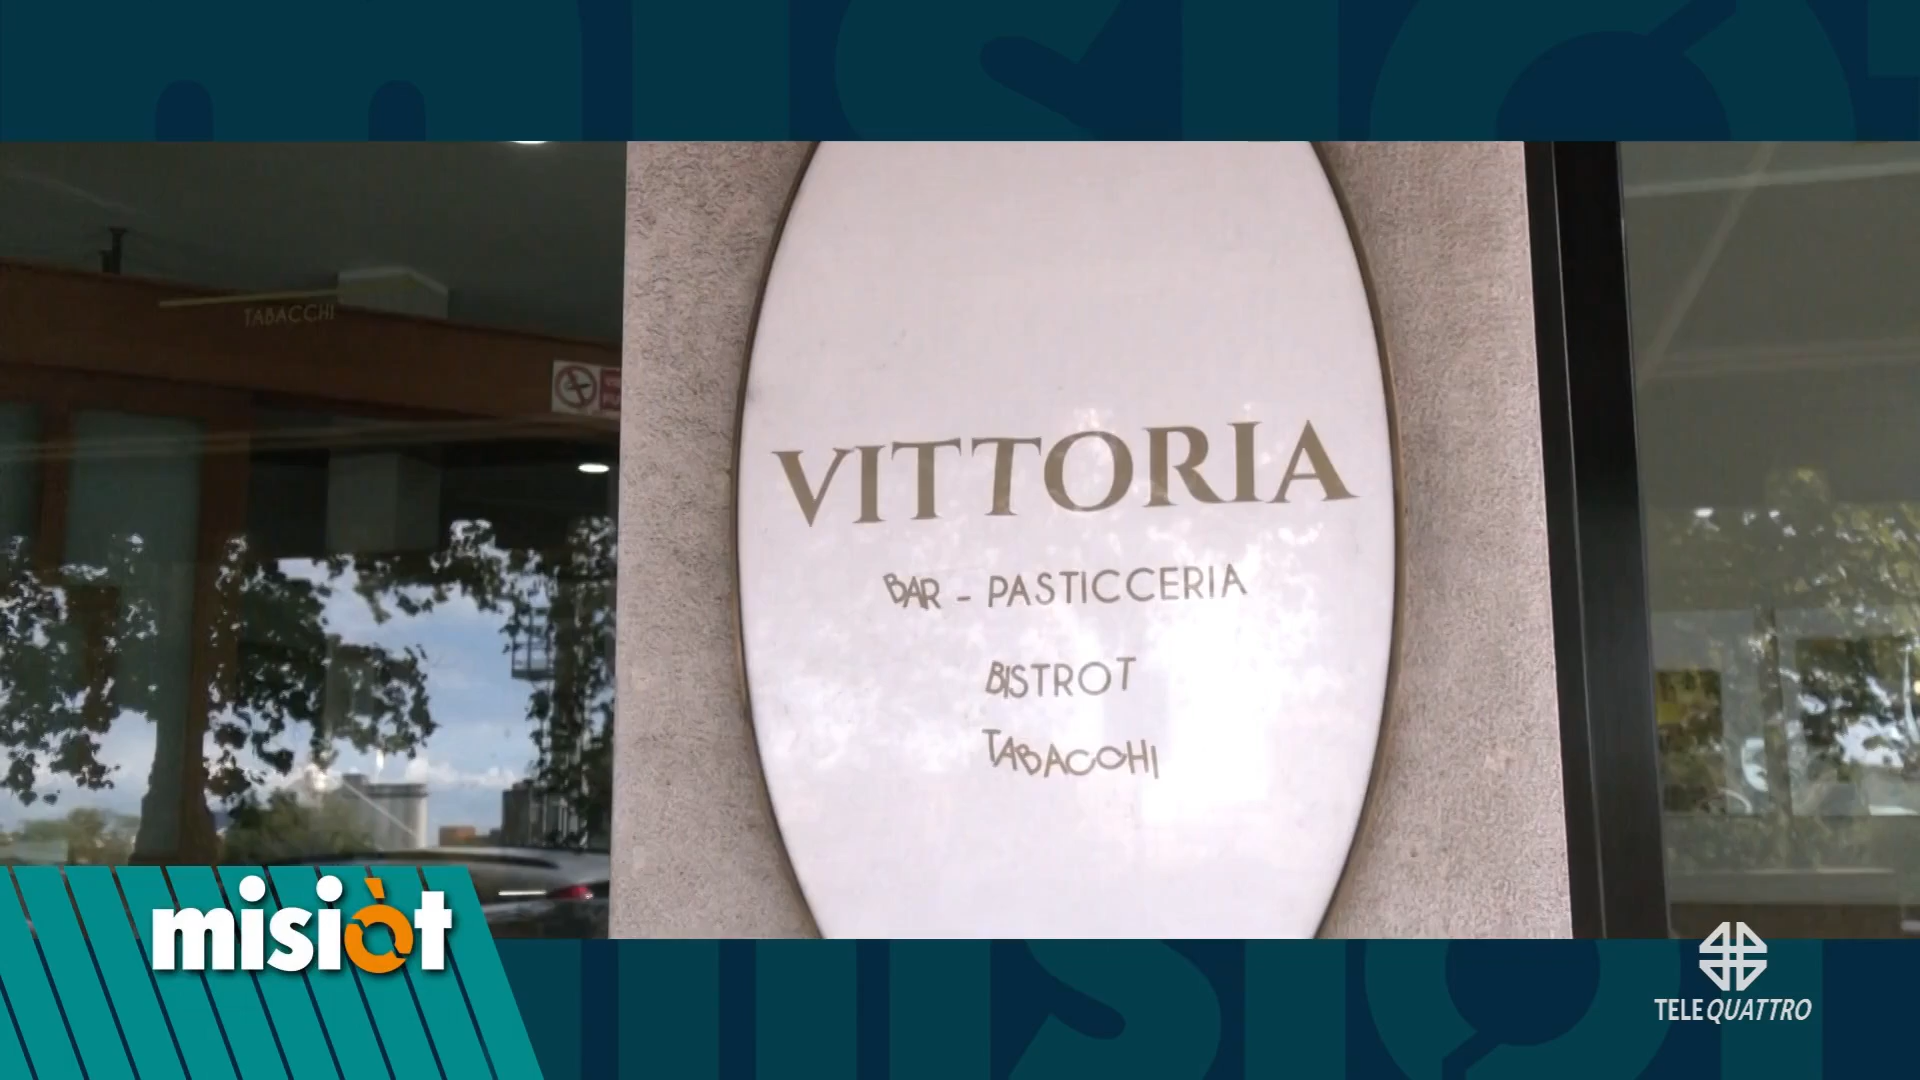 TABACCHI
VITTORIA
BAR - PASTICCERIA
BISTROT
TABACCHI
misiòt
TELEQUATTRO